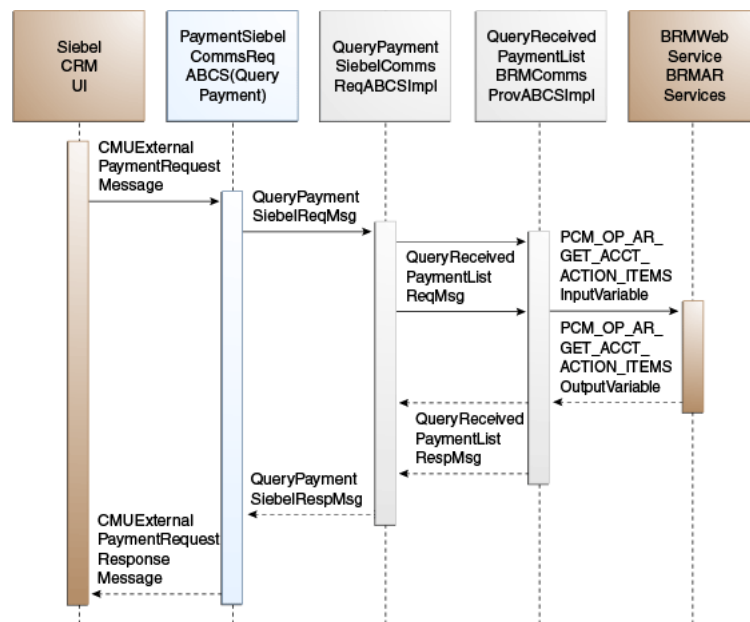 Siebel
CRM
UI
PaymentSiebel
CommsReq
ABCS(Query
Payment)
QueryPayment
SiebelComms
ReqABCSImpl
QueryReceived
PaymentList
BRMComms
ProvABCSImpl
BRMWeb
Service
BRMAR
Services
CMUExternal
PaymentRequest
Message
QueryPayment
SiebelReqMsg
QueryReceived
PaymentList
ReqMsg
PCM_OP_AR_
GET_ACCT_
ACTION_ITEMS
InputVariable
PCM_OP_AR_
GET_ACCT_
ACTION_ITEMS
OutputVariable
QueryReceived
PaymentList
RespMsg
QueryPayment
SiebelRespMsg
CMUExternal
PaymentRequest
Response
Message